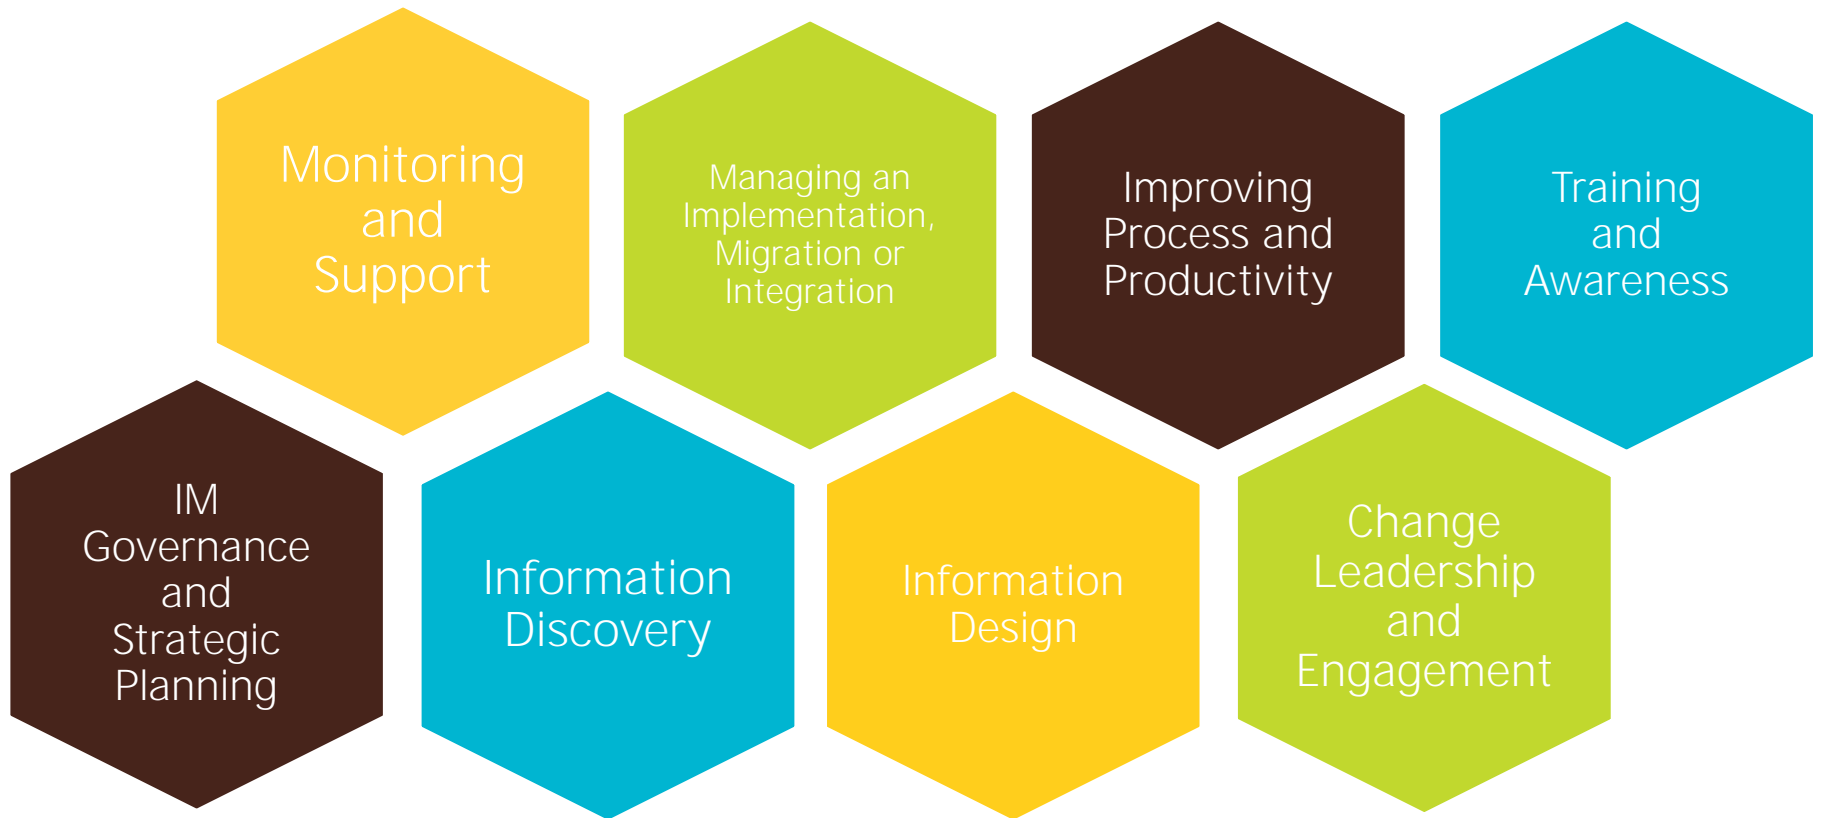 Monitoring
and
Support
Managing an
Implementation,
Migration or
Integration
Improving
Process and
Productivity
Training
and
Awareness
IM
Governance
and
Strategic
Planning
Information
Discovery
Information
Design
Change
Leadership
and
Engagement